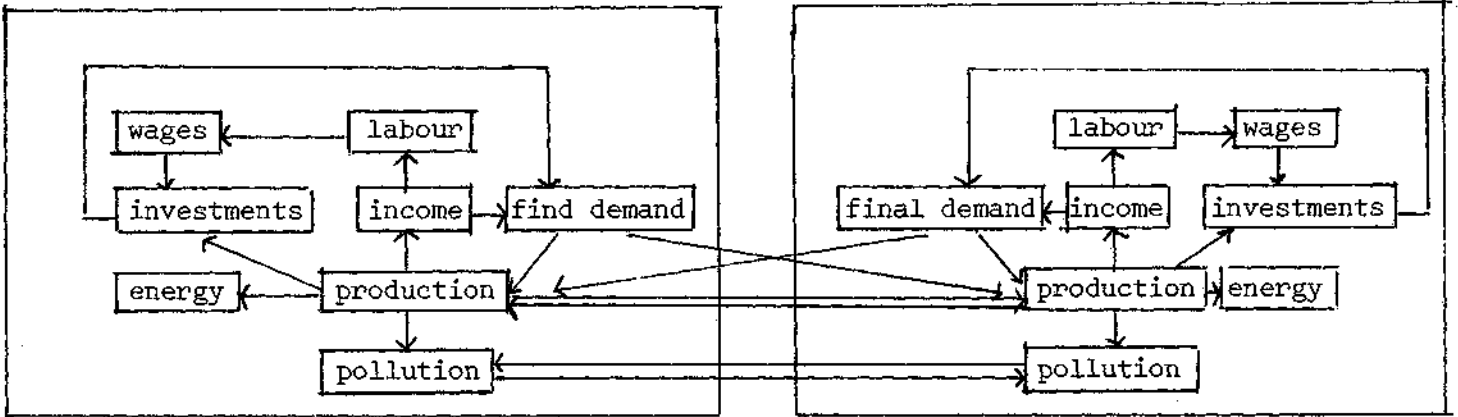 wages
labour
investments
income
find demand
energy
production
pollution
labour
wages
final demand
income
investments
production
energy
pollution